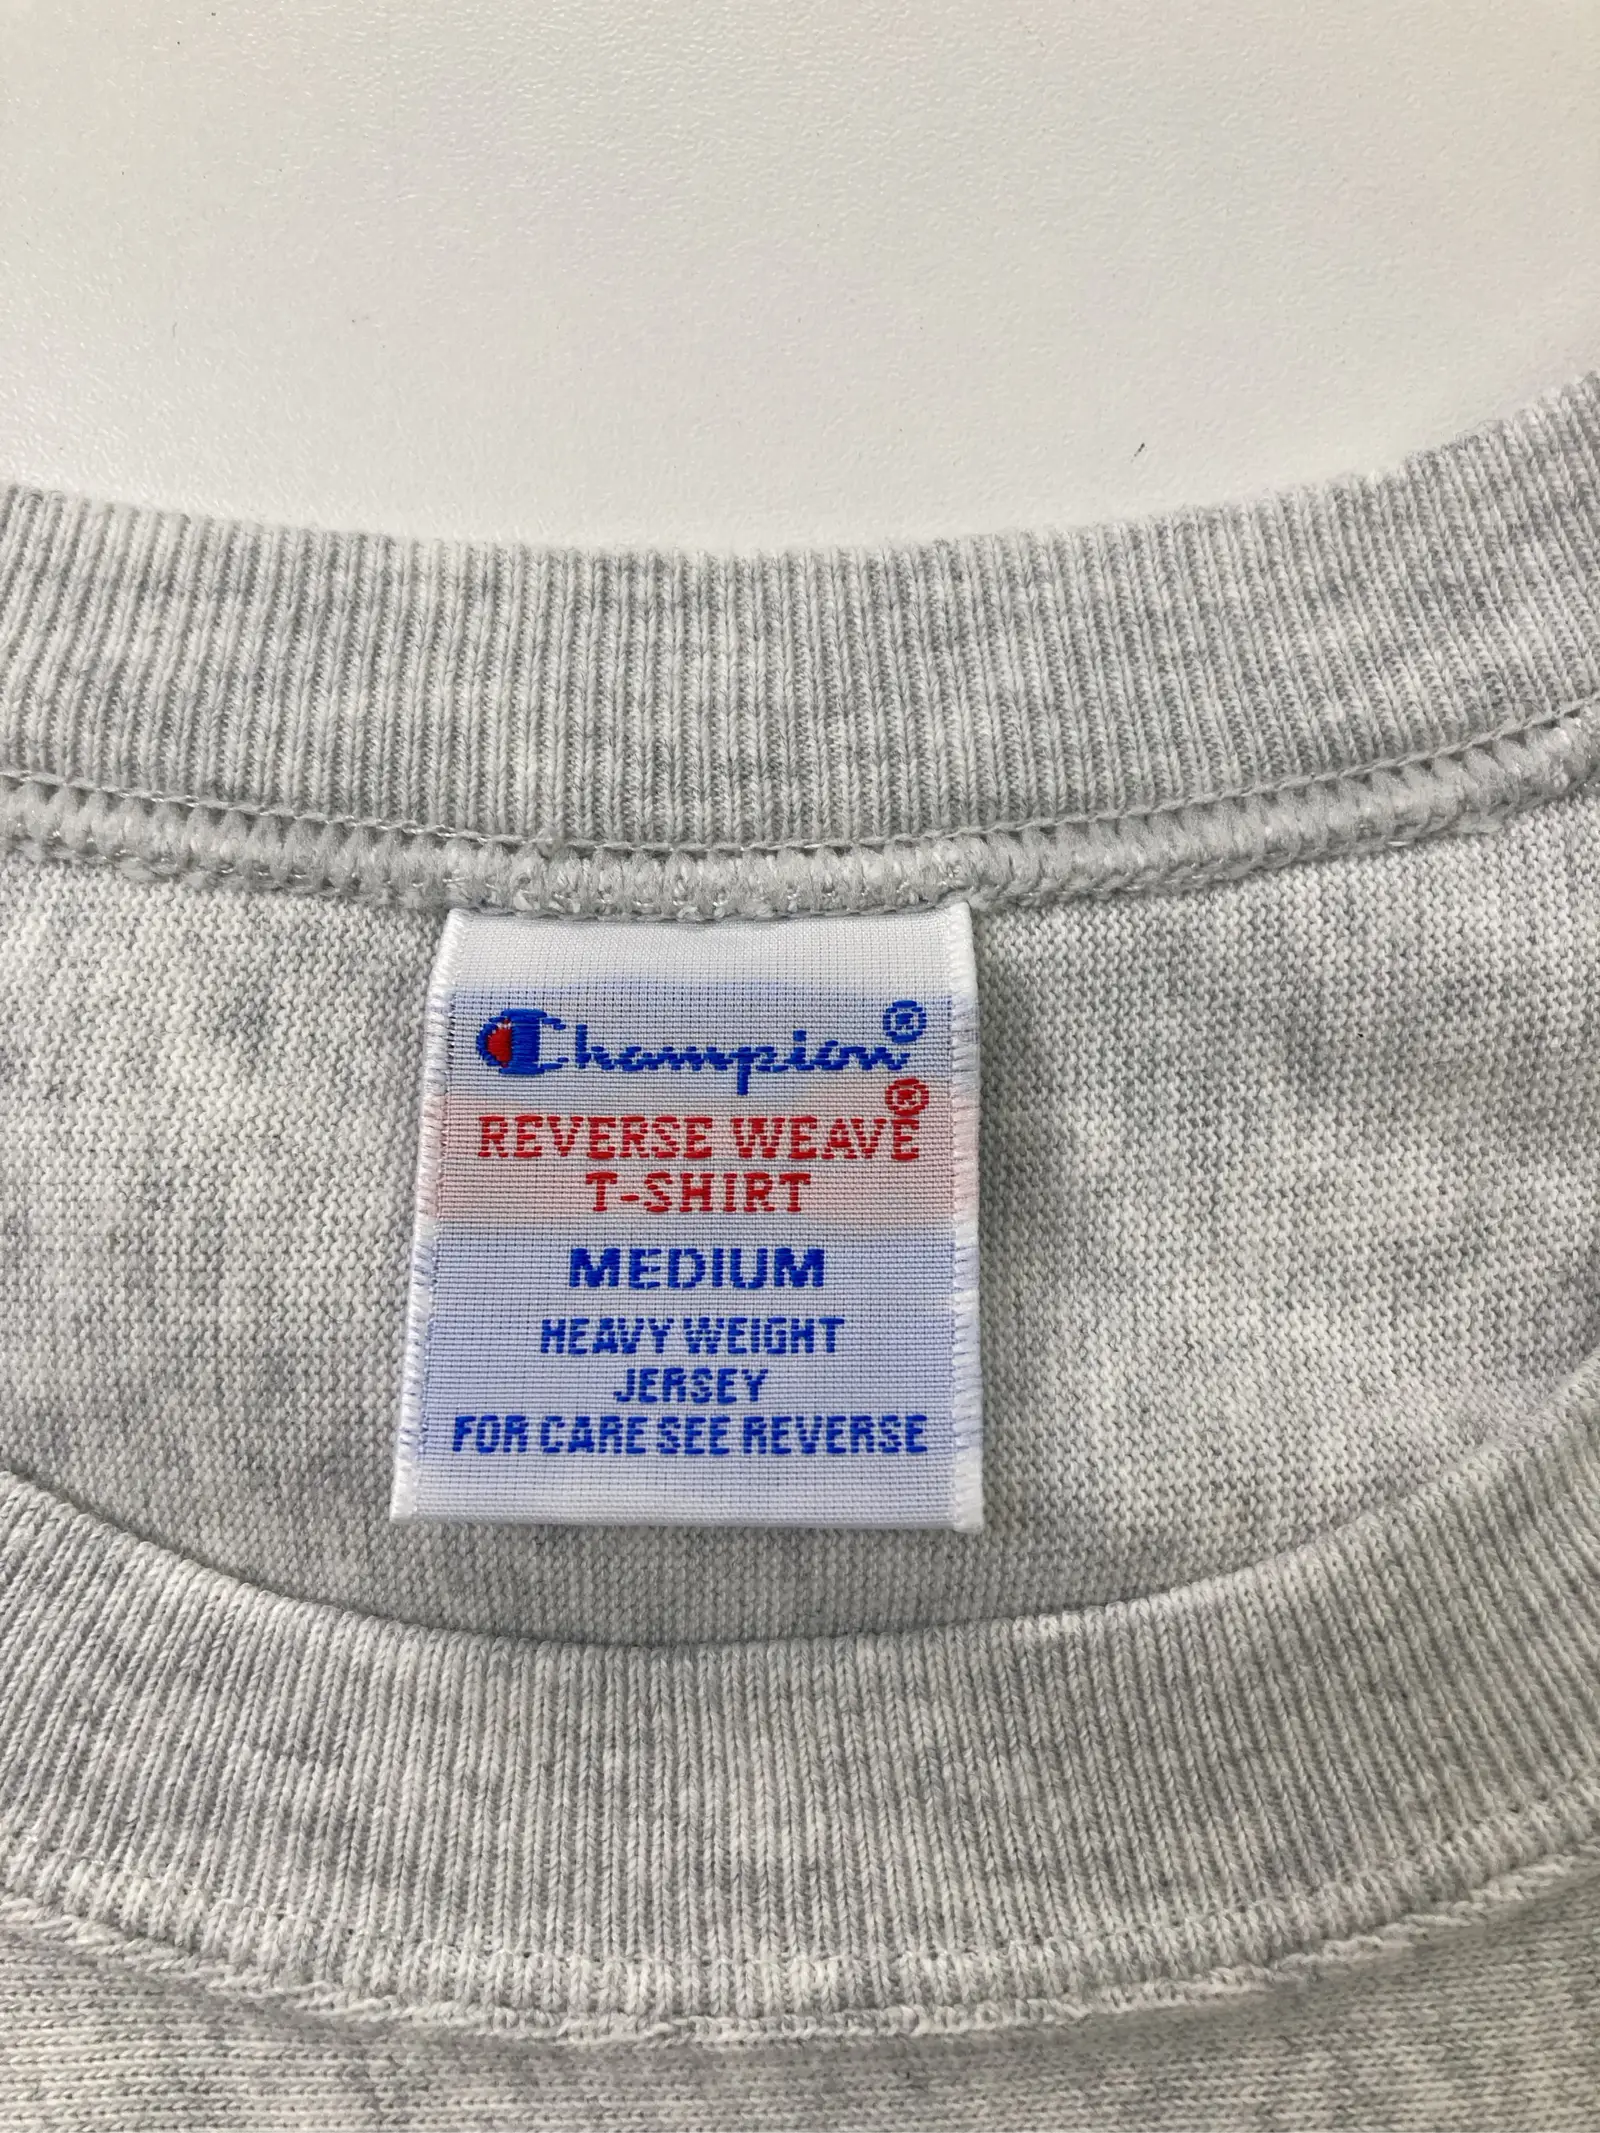 Champion®
REVERSE WEAVE®
T-SHIRT
MEDIUM
HEAVY WEIGHT
JERSEY
FOR CARE SEE REVERSE